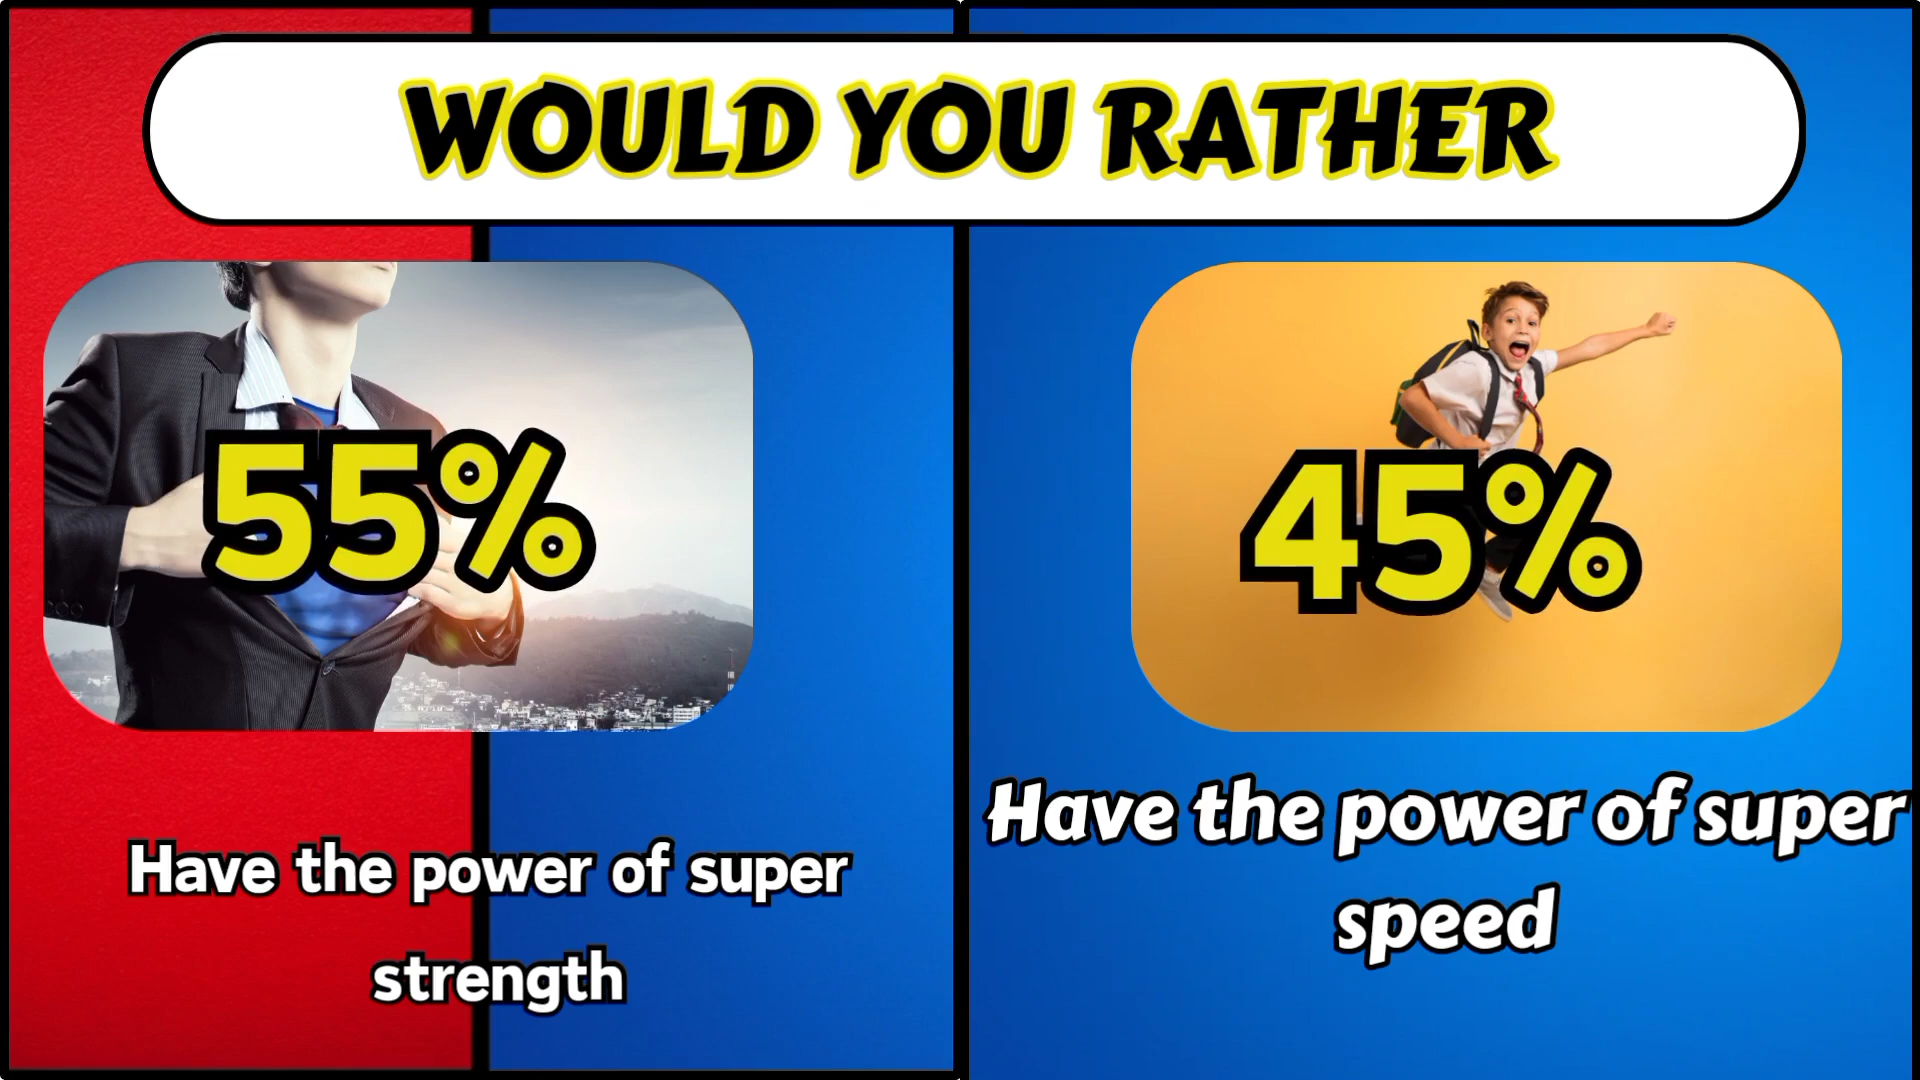 WOULD YOU RATHER
55%
Have the power of super
strength
45%
Have the power of super
speed